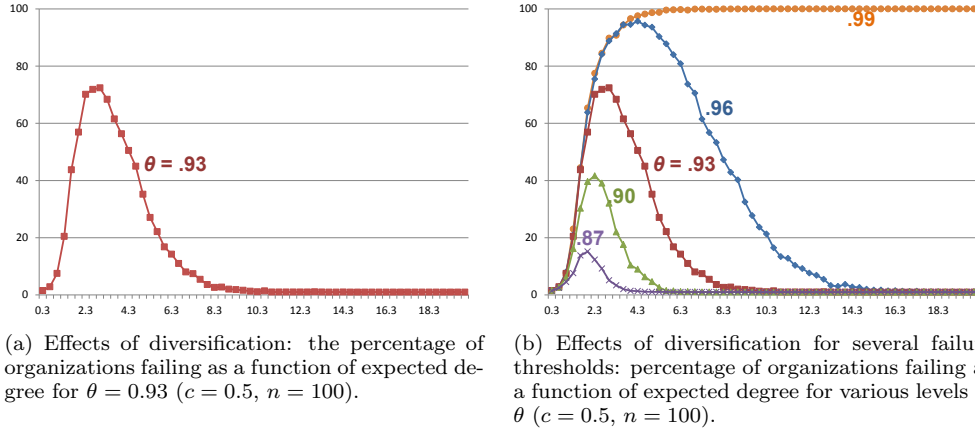 100
80
60
40
20
0
θ = .93
0.3 2.3 4.3 6.3 8.3 10.3 12.3 14.3 16.3 18.3
100
80
60
40
20
0
.99
.96
θ = .93
.90
.87
0.3 2.3 4.3 6.3 8.3 10.3 12.3 14.3 16.3 18.3
(a) Effects of diversification: the percentage of
organizations failing as a function of expected de-
gree for θ = 0.93 (c = 0.5, n = 100).
(b) Effects of diversification for several failu
thresholds: percentage of organizations failing a
a function of expected degree for various levels
θ (c = 0.5, n = 100).